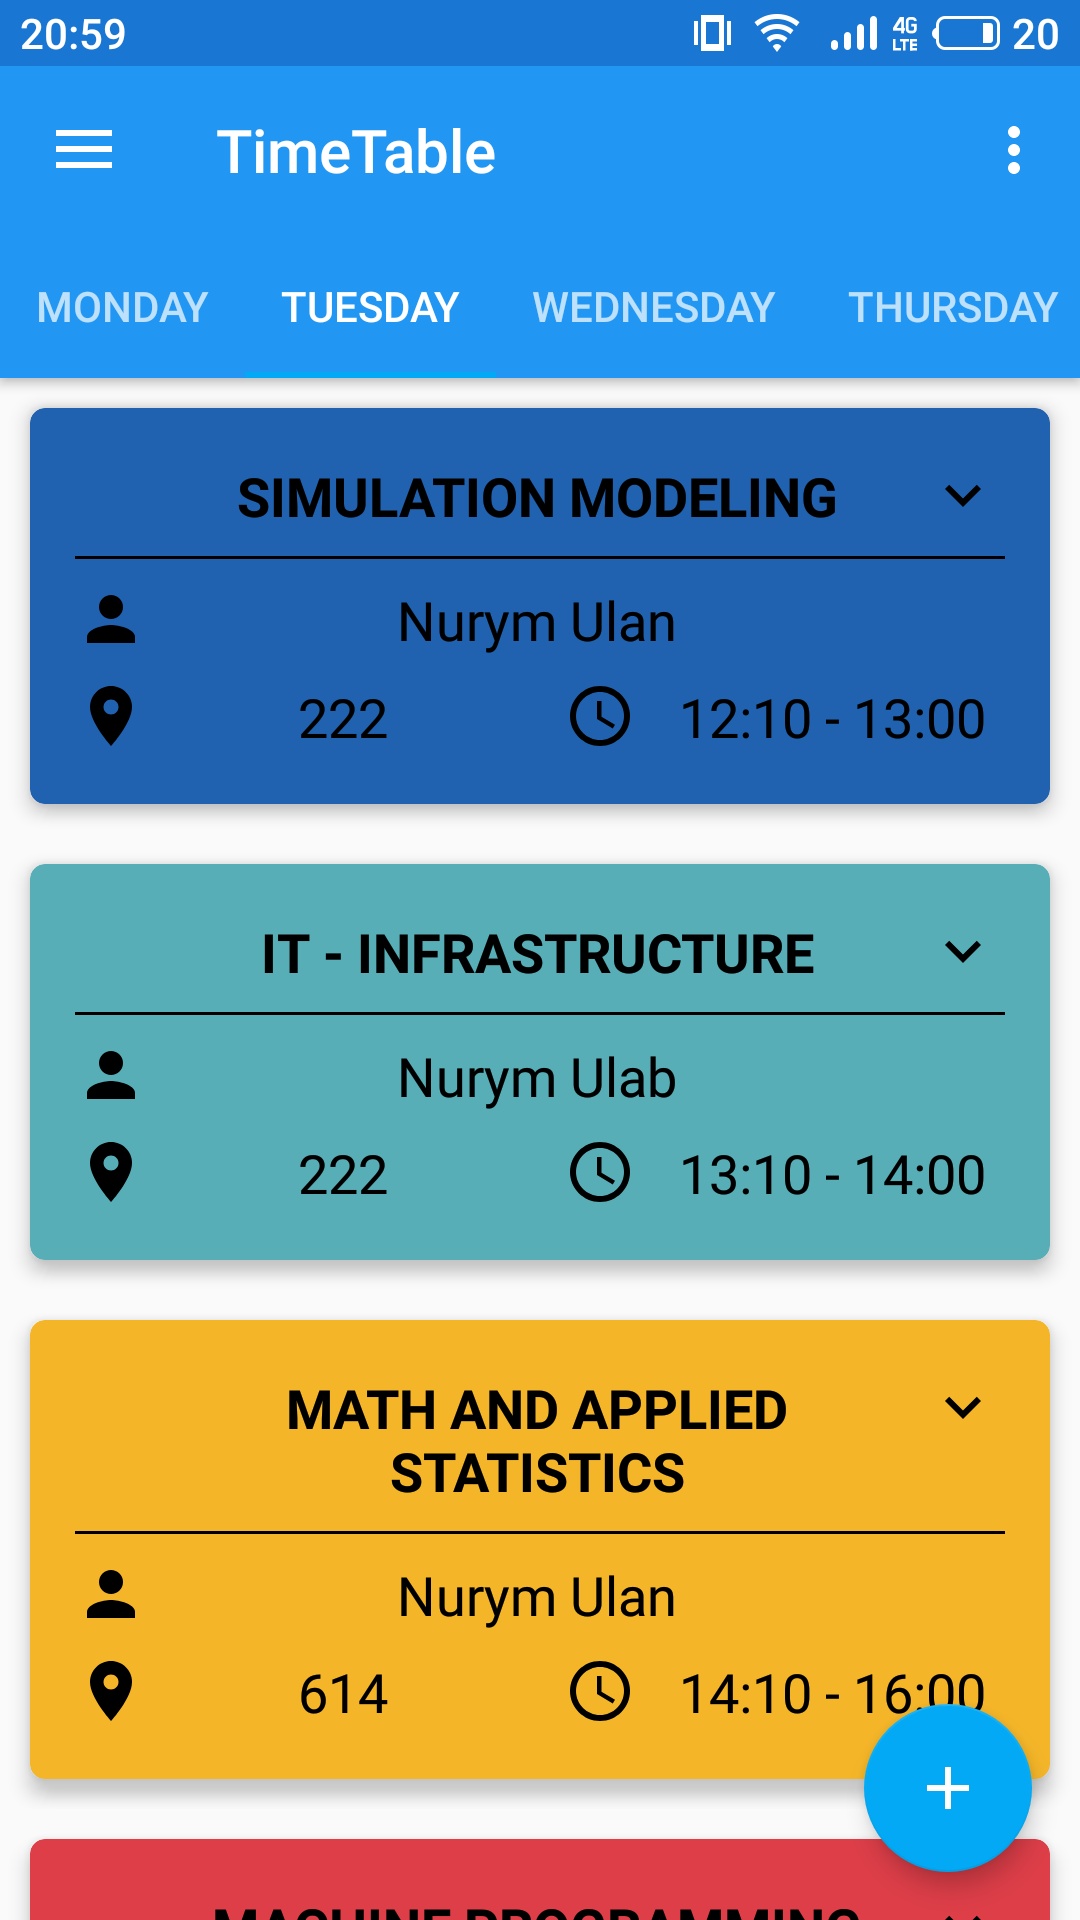 20:59 4G LTE 20
TimeTable
MONDAY TUESDAY WEDNESDAY THURSDAY
SIMULATION MODELING
Nurym Ulan
222 12:10 - 13:00
IT - INFRASTRUCTURE
Nurym Ulab
222 13:10 - 14:00
MATH AND APPLIED
STATISTICS
Nurym Ulan
614 14:10 - 16:00
MACHINE PROGRAMMING